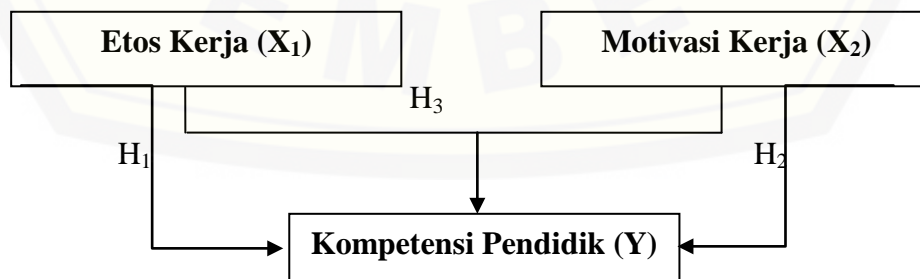 Etos Kerja (X₁) Motivasi Kerja (X₂)
H₃
H₁ H₂
Kompetensi Pendidik (Y)